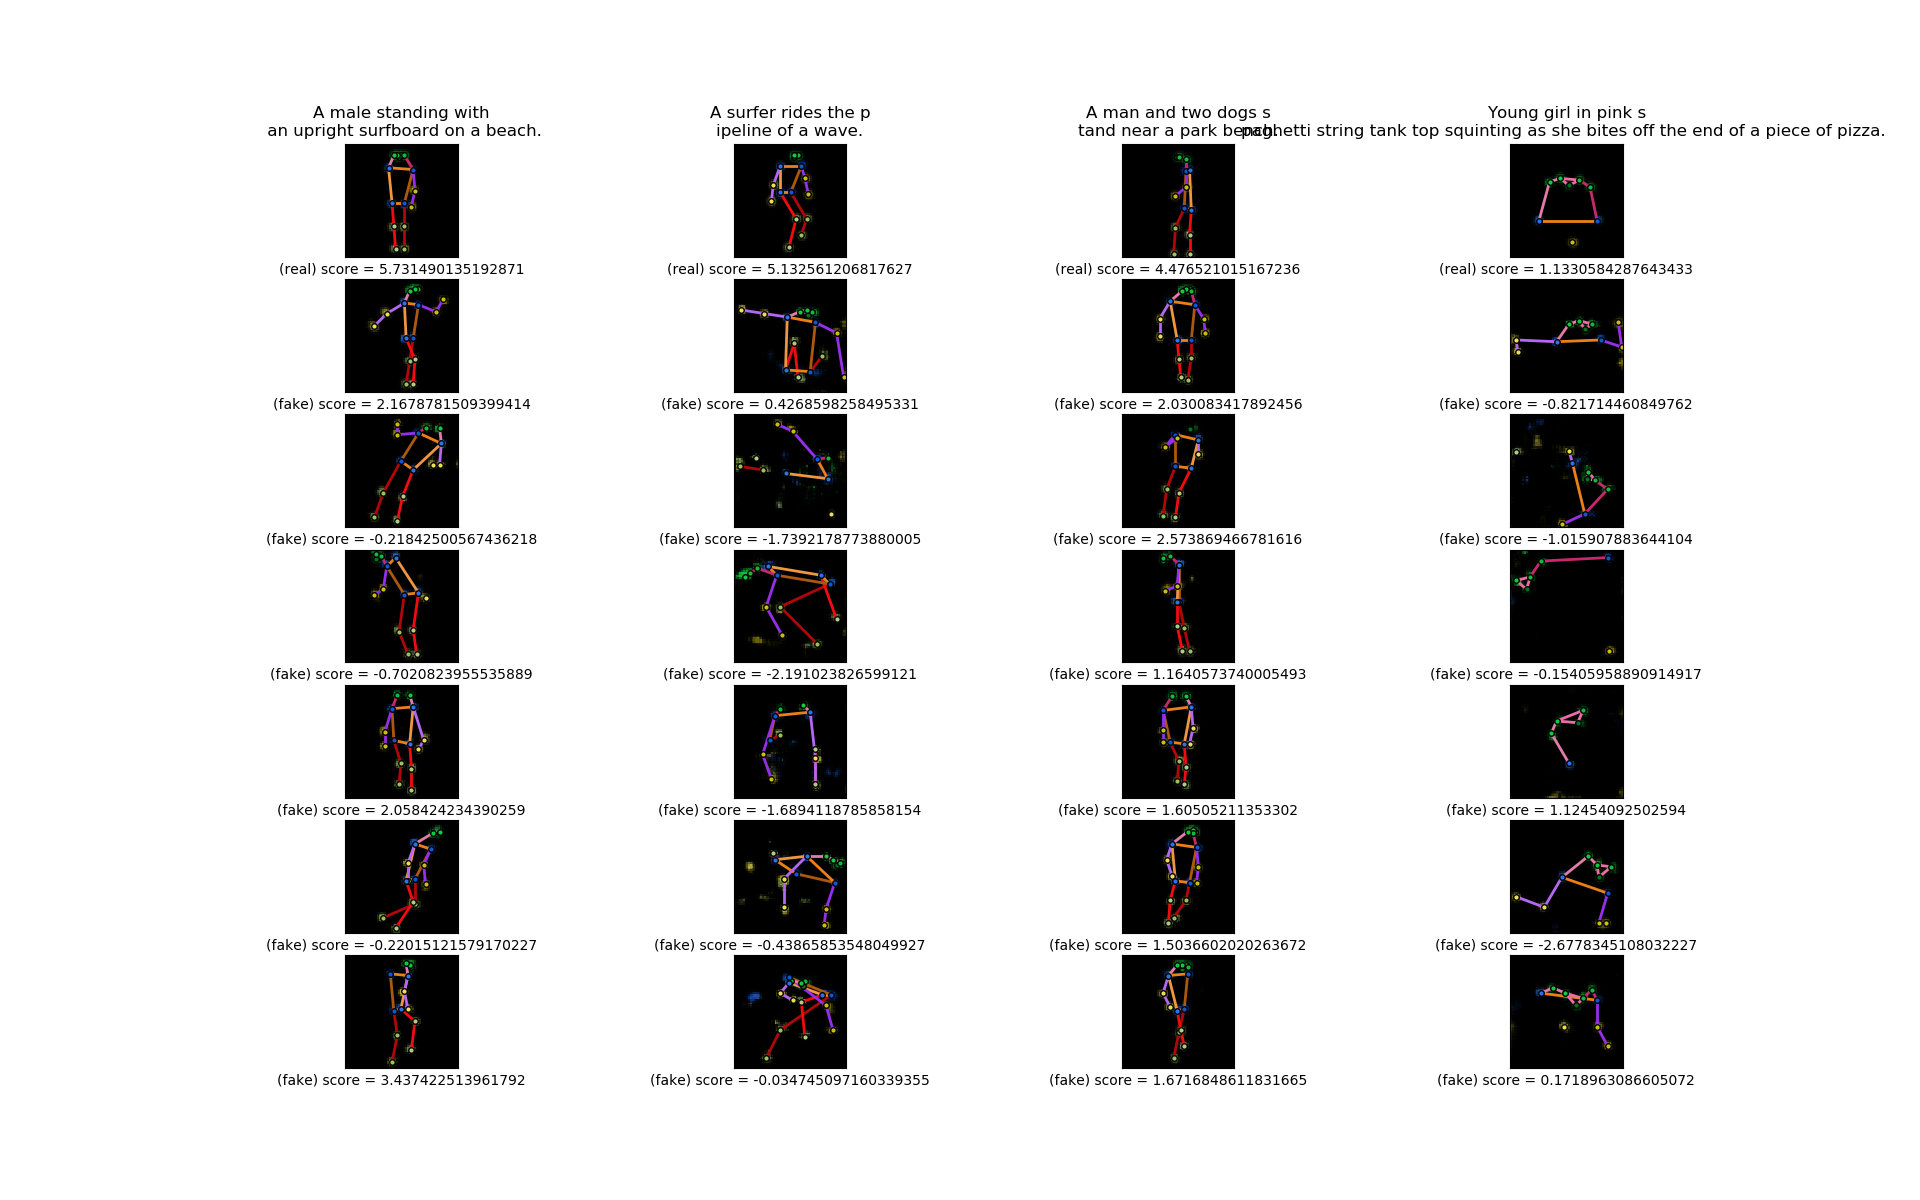 A male standing with
an upright surfboard on a beach.
A surfer rides the p
ipeline of a wave.
A man and two dogs s
tand near a park bench.
Young girl in pink s
paghetti string tank top squinting as she bites off the end of a piece of pizza.
(real) score = 5.731490135192871
(real) score = 5.132561206817627
(real) score = 4.476521015167236
(real) score = 1.1330584287643433
(fake) score = 2.1678781509399414
(fake) score = 0.4268598258495331
(fake) score = 2.030083417892456
(fake) score = -0.821714460849762
(fake) score = -0.21842500567436218
(fake) score = -1.7392178773880005
(fake) score = 2.573869466781616
(fake) score = -1.015907883644104
(fake) score = -0.7020823955535889
(fake) score = -2.191023826599121
(fake) score = 1.1640573740005493
(fake) score = -0.15405958890914917
(fake) score = 2.058424234390259
(fake) score = -1.6894118785858154
(fake) score = 1.60505211353302
(fake) score = 1.12454092502594
(fake) score = -0.22015121579170227
(fake) score = -0.43865853548049927
(fake) score = 1.5036602020263672
(fake) score = -2.6778345108032227
(fake) score = 3.437422513961792
(fake) score = -0.034745097160339355
(fake) score = 1.6716848611831665
(fake) score = 0.1718963086605072